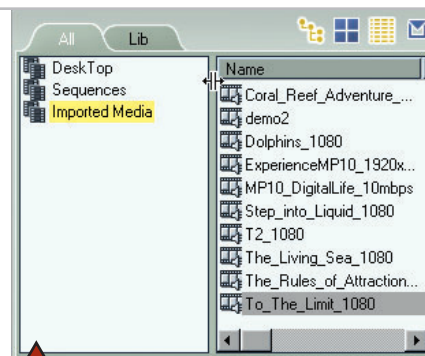 All
Lib
DeskTop
Sequences
Imported Media
Name
Coral_Reef_Adventure_...
demo2
Dolphins_1080
ExperienceMP10_1920x...
MP10_DigitalLife_10mbps
Step_into_Liquid_1080
T2_1080
The_Living_Sea_1080
The_Rules_of_Attraction...
To_The_Limit_1080